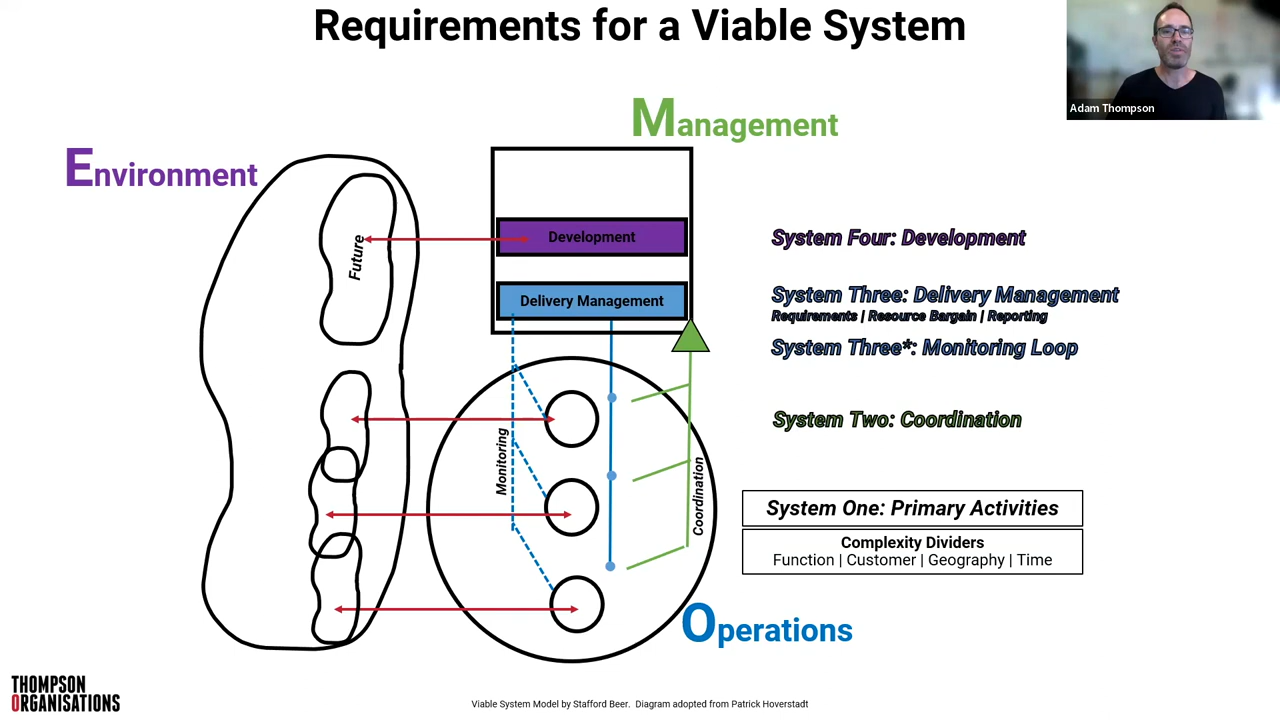 Requirements for a Viable System
Adam Thompson
Management
Environment
Development
Future
System Four: Development
Delivery Management
System Three: Delivery Management
Requirements | Resource Bargain | Reporting
System Three*: Monitoring Loop
System Two: Coordination
Monitoring
Coordination
System One: Primary Activities
Complexity Dividers
Function | Customer | Geography | Time
Operations
THOMPSON
ORGANISATIONS
Viable System Model by Stafford Beer. Diagram adopted from Patrick Hoverstadt